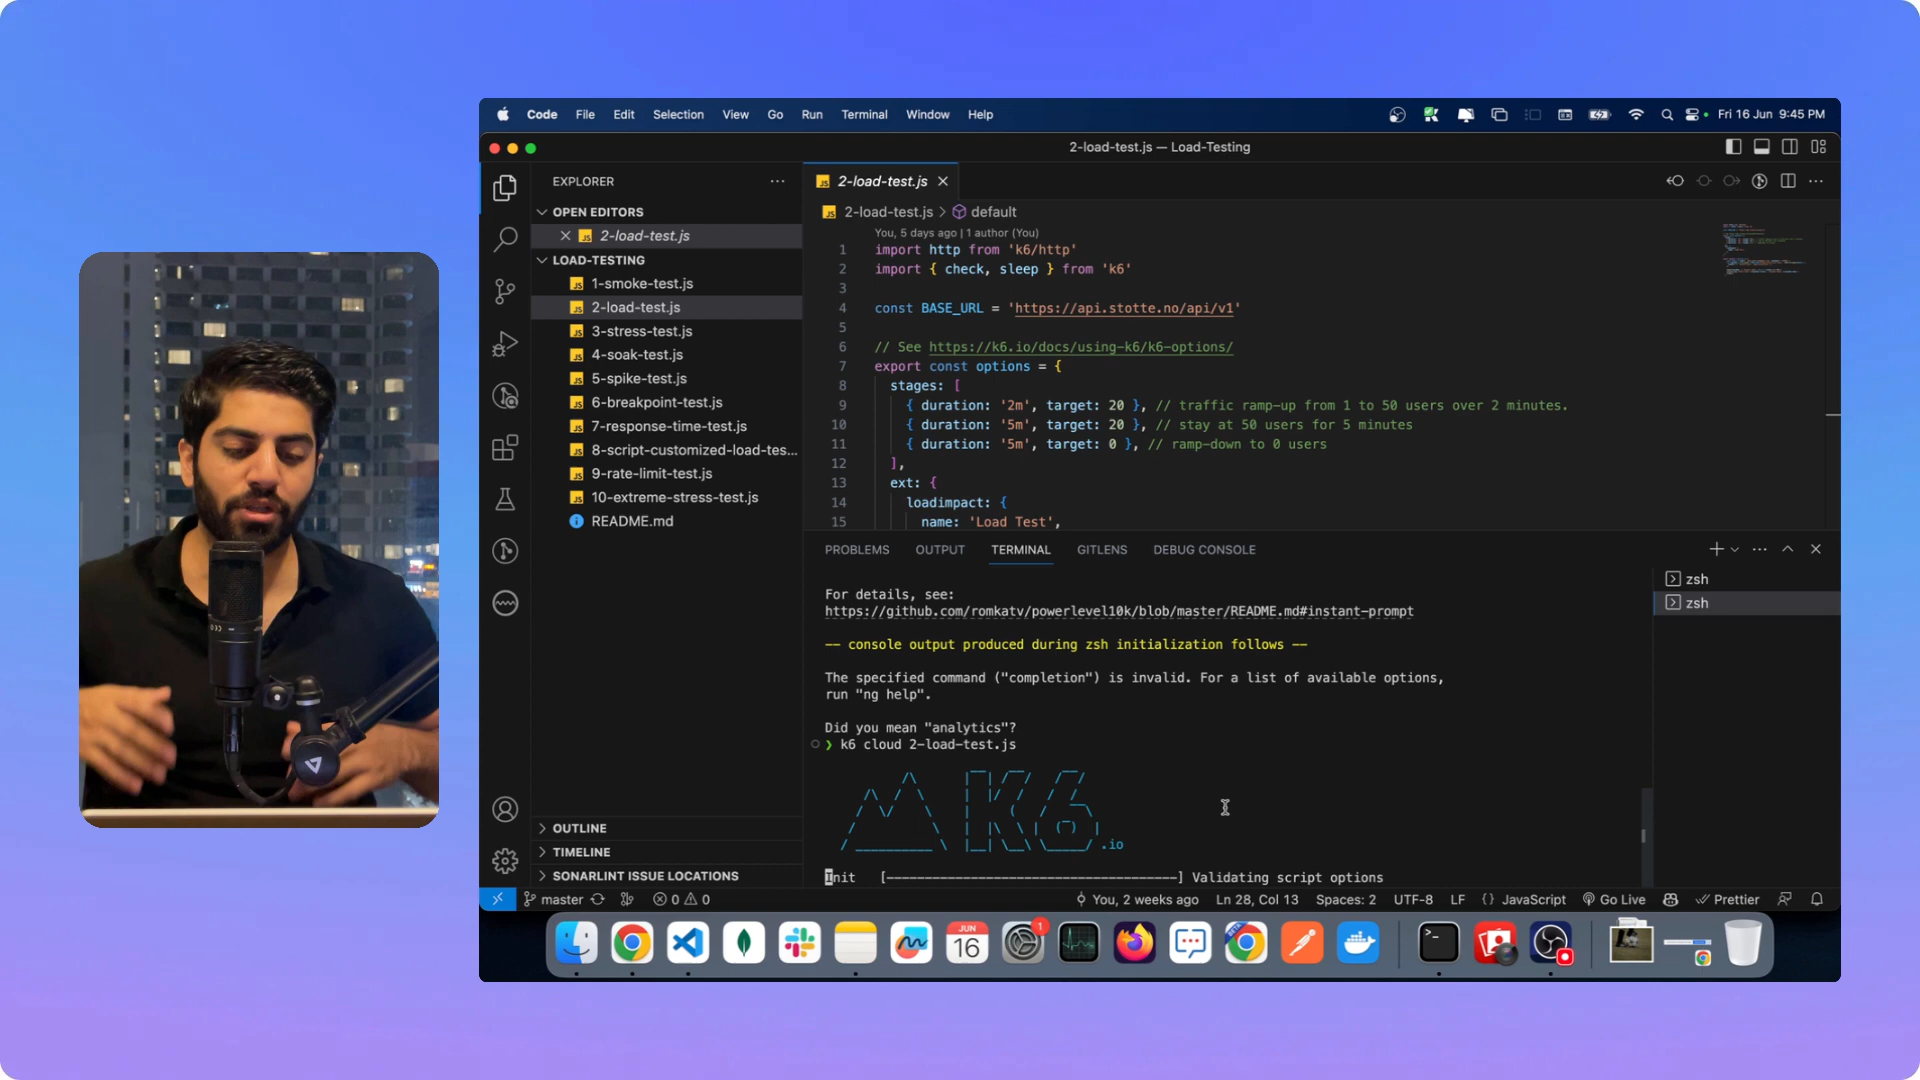 Code File Edit Selection View Go Run Terminal Window Help
Fri 16 Jun 9:45 PM
2-load-test.js — Load-Testing
EXPLORER
OPEN EDITORS
2-load-test.js
LOAD-TESTING
1-smoke-test.js
2-load-test.js
3-stress-test.js
4-soak-test.js
5-spike-test.js
6-breakpoint-test.js
7-response-time-test.js
8-script-customized-load-tes...
9-rate-limit-test.js
10-extreme-stress-test.js
README.md
OUTLINE
TIMELINE
SONARLINT ISSUE LOCATIONS
2-load-test.js
2-load-test.js > default
You, 5 days ago | 1 author (You)
1 import http from 'k6/http'
2 import { check, sleep } from 'k6'
3
4 const BASE_URL = 'https://api.stotte.no/api/v1'
5
6 // See https://k6.io/docs/using-k6/k6-options/
7 export const options = {
8 stages: [
9 { duration: '2m', target: 20 }, // traffic ramp-up from 1 to 50 users over 2 minutes.
10 { duration: '5m', target: 20 }, // stay at 50 users for 5 minutes
11 { duration: '5m', target: 0 }, // ramp-down to 0 users
12 ],
13 ext: {
14 loadimpact: {
15 name: 'Load Test',
PROBLEMS OUTPUT TERMINAL GITLENS DEBUG CONSOLE
zsh
zsh
For details, see:
https://github.com/romkatv/powerlevel10k/blob/master/README.md#instant-prompt
-- console output produced during zsh initialization follows --
The specified command ("completion") is invalid. For a list of available options,
run "ng help".
Did you mean "analytics"?
❯ k6 cloud 2-load-test.js
K6
.io
Init [--------------------------------------] Validating script options
master 0 0 You, 2 weeks ago Ln 28, Col 13 Spaces: 2 UTF-8 LF {} JavaScript Go Live Prettier
JUN
16
1
BETA